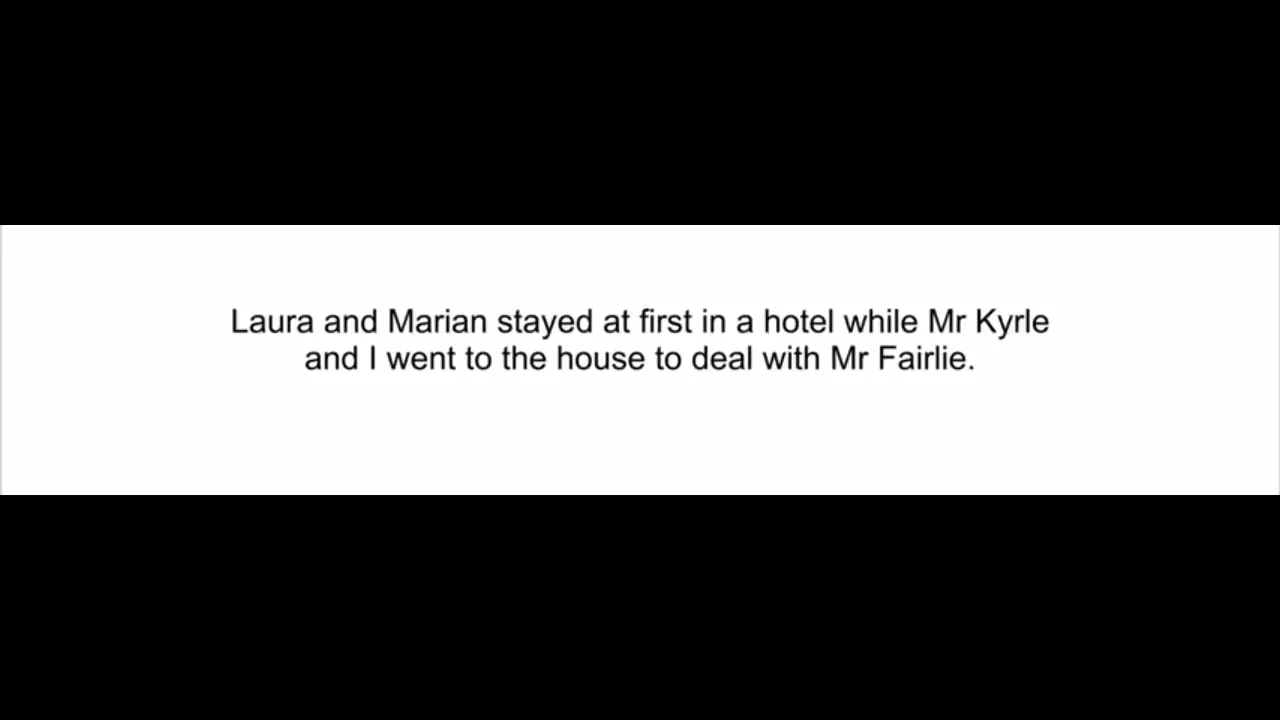 Laura and Marian stayed at first in a hotel while Mr Kyrle
and I went to the house to deal with Mr Fairlie.